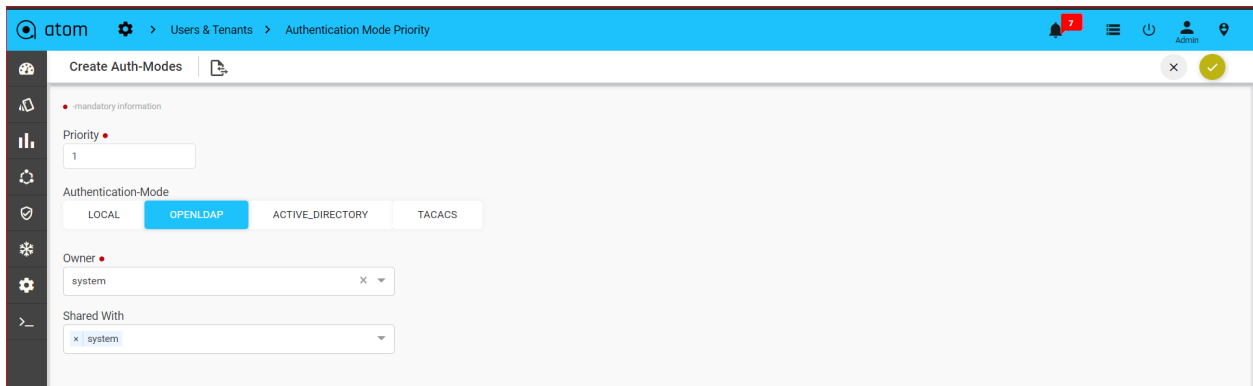 atom > Users & Tenants > Authentication Mode Priority 7 Admin
Create Auth-Modes
-mandatory information
Priority
1
Authentication-Mode
LOCAL OPENLDAP ACTIVE_DIRECTORY TACACS
Owner
system
Shared With
× system